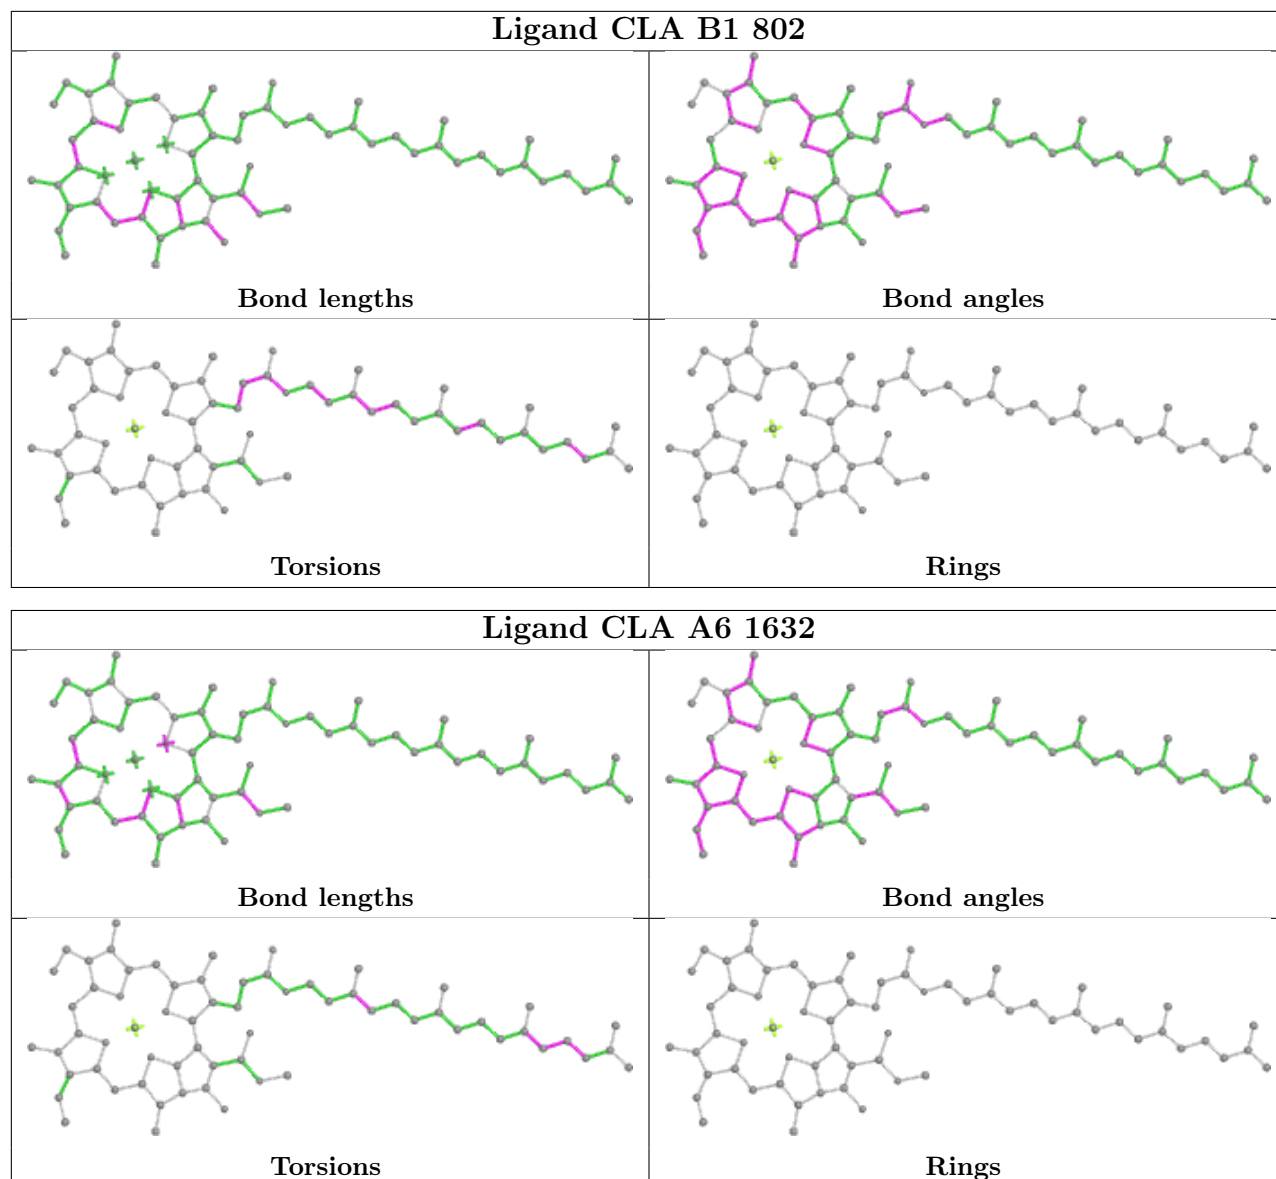 Ligand CLA B1 802
Bond lengths
Bond angles
Torsions
Rings
Ligand CLA A6 1632
Bond lengths
Bond angles
Torsions
Rings